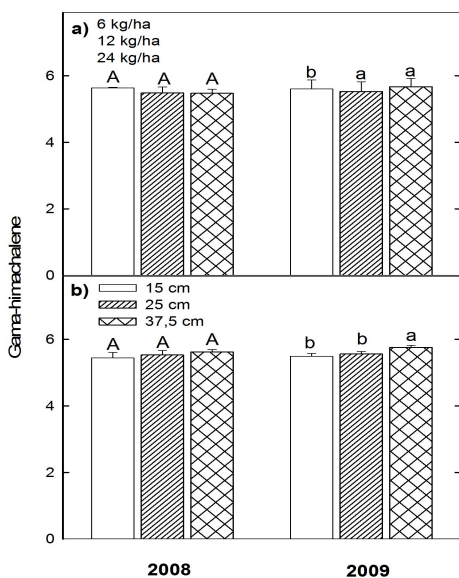 a) 6 kg/ha
12 kg/ha
24 kg/ha
A A A b a a
6
4
2
0
Gama-himachalene
b) 15 cm
25 cm
37,5 cm
A A A b b a
6
4
2
0
2008 2009